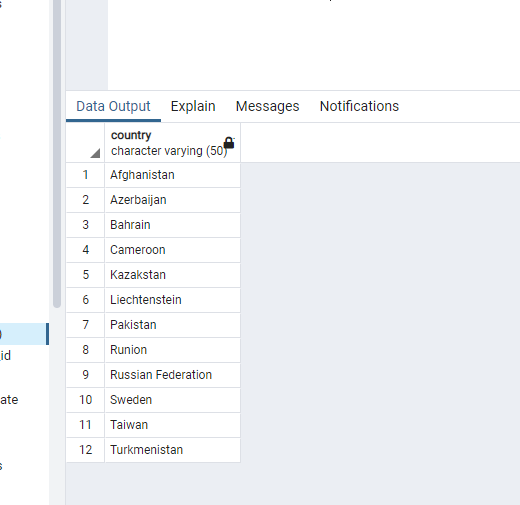 Data Output Explain Messages Notifications
country
character varying (50)
1 Afghanistan
2 Azerbaijan
3 Bahrain
4 Cameroon
5 Kazakstan
6 Liechtenstein
7 Pakistan
8 Runion
9 Russian Federation
10 Sweden
11 Taiwan
12 Turkmenistan
)
id
ate
s